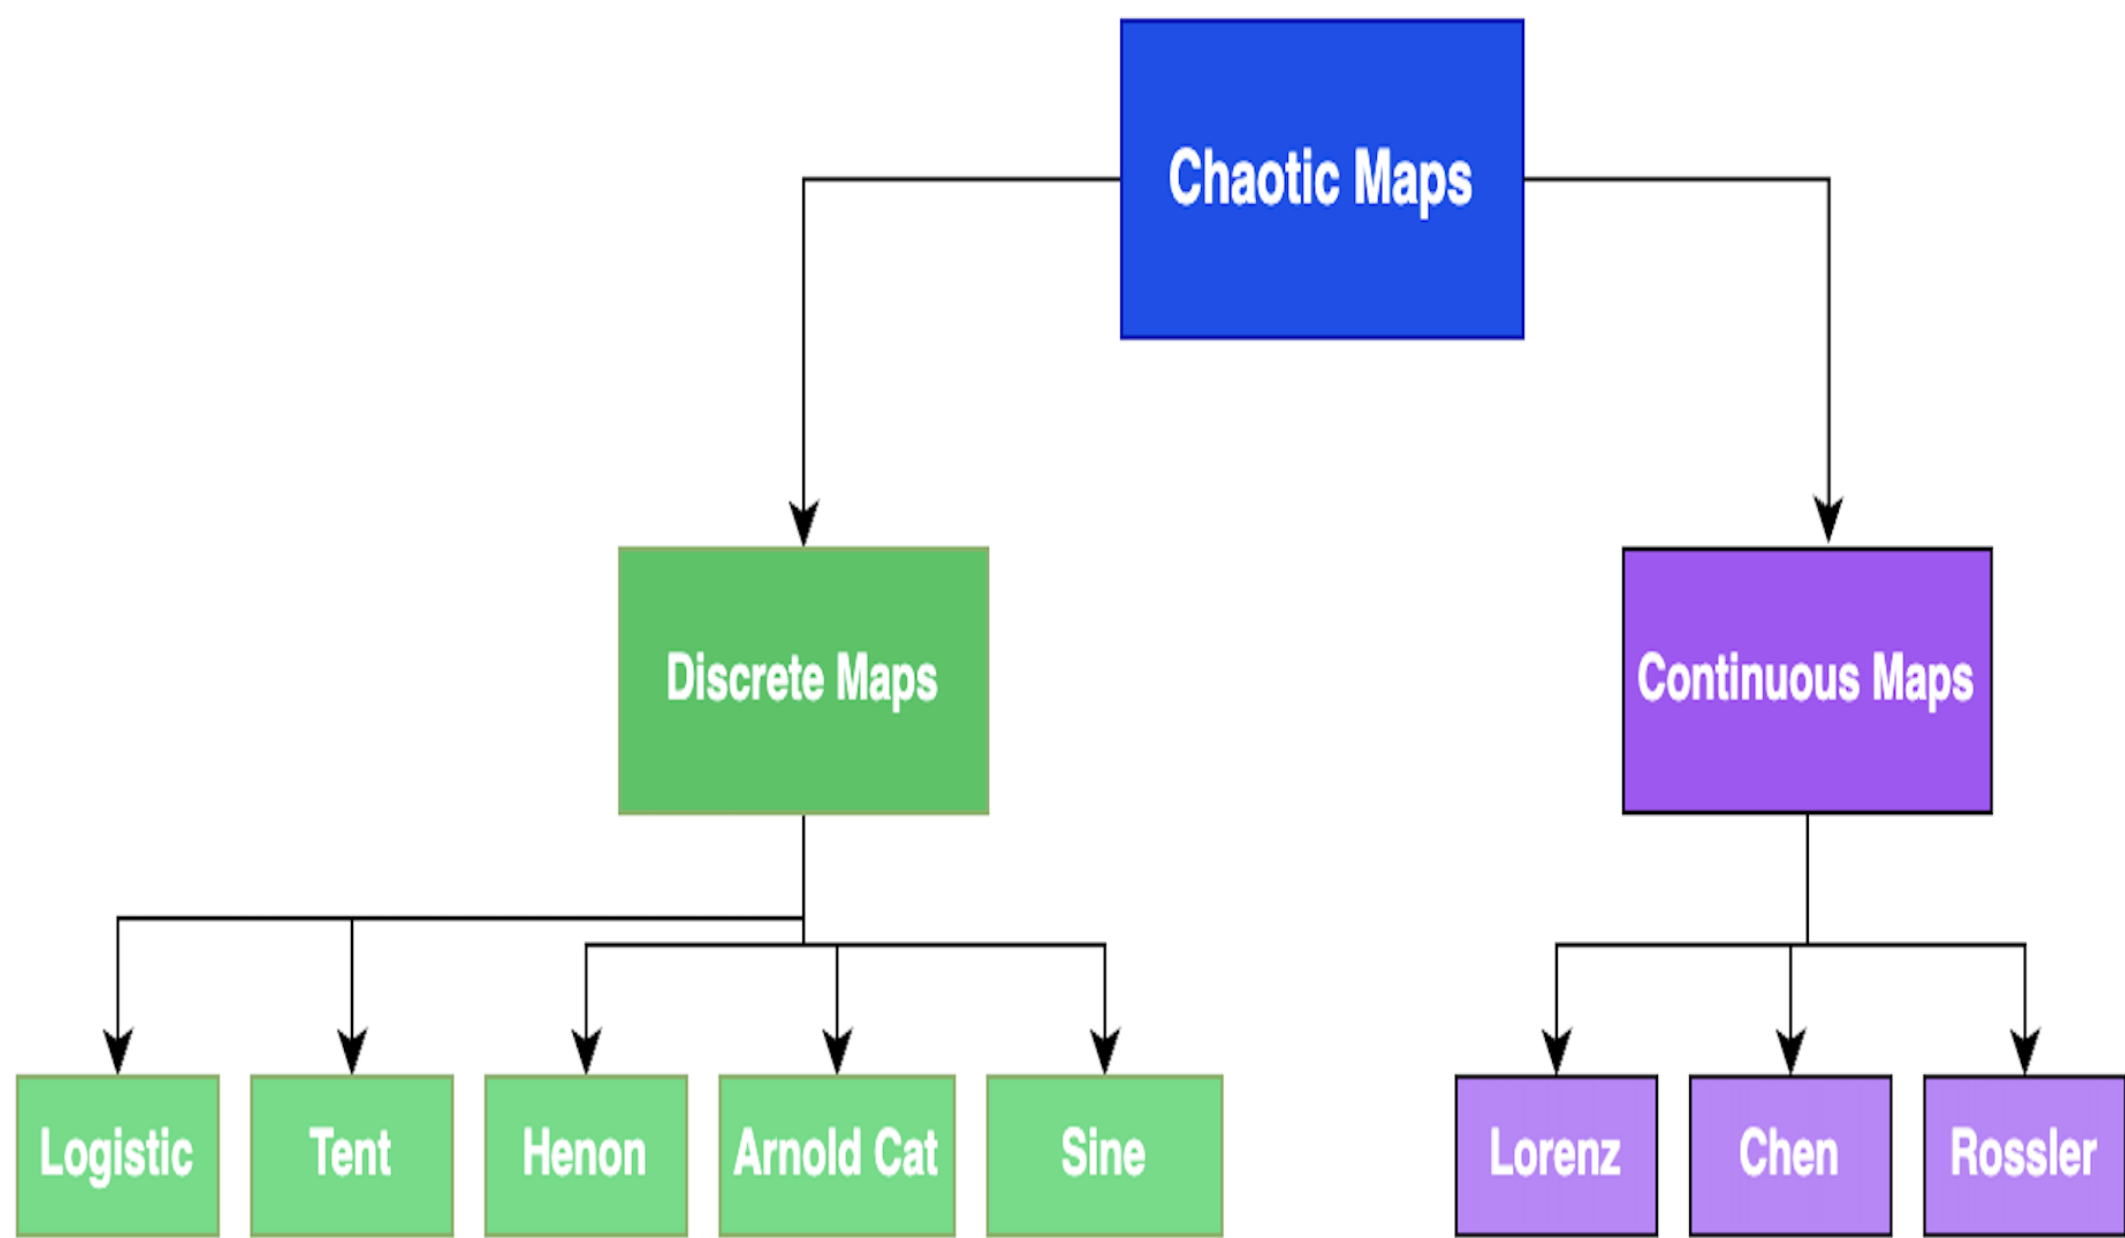 Chaotic Maps
Discrete Maps
Continuous Maps
Logistic
Tent
Henon
Arnold Cat
Sine
Lorenz
Chen
Rossler